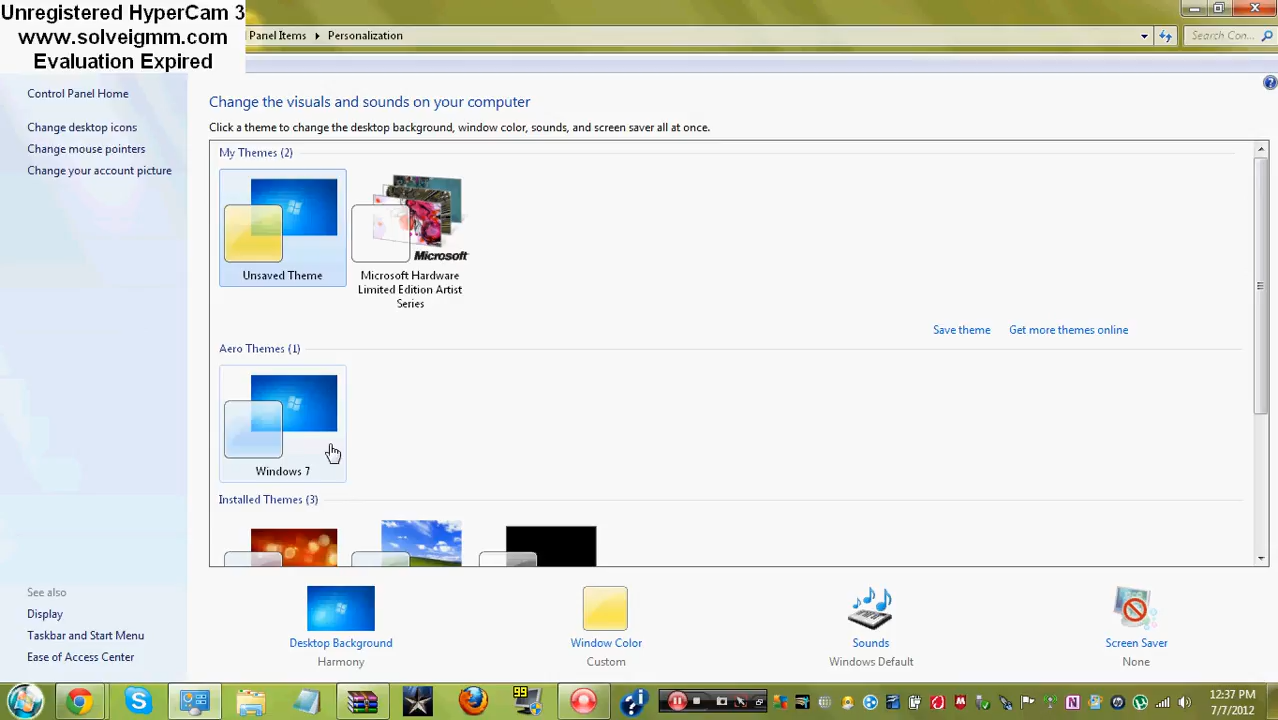 Unregistered HyperCam 3
www.solveigmm.com
Evaluation Expired
Panel Items
Personalization
Search Con...
Control Panel Home
Change desktop icons
Change mouse pointers
Change your account picture
Change the visuals and sounds on your computer
Click a theme to change the desktop background, window color, sounds, and screen saver all at once.
My Themes (2)
Unsaved Theme
Microsoft
Microsoft Hardware
Limited Edition Artist
Series
Save theme
Get more themes online
Aero Themes (1)
Windows 7
Installed Themes (3)
See also
Display
Taskbar and Start Menu
Ease of Access Center
Desktop Background
Harmony
Window Color
Custom
Sounds
Windows Default
Screen Saver
None
99
12:37 PM
7/7/2012